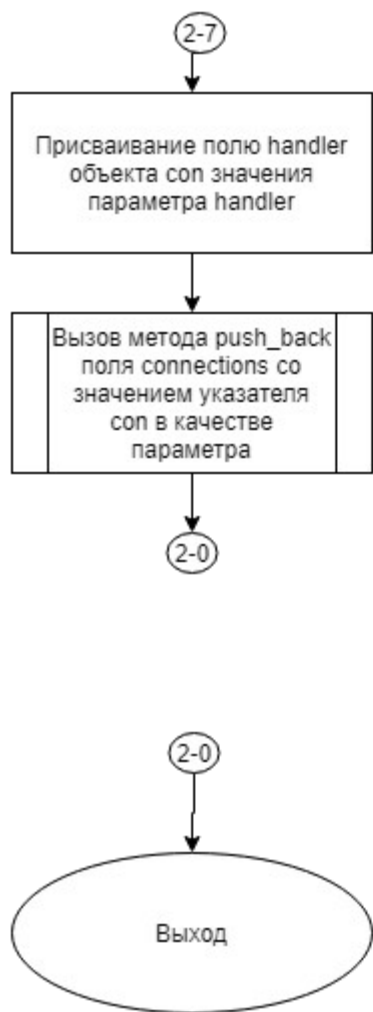 2-7
Присваивание полю handler
объекта con значения
параметра handler
Вызов метода push_back
поля connections со
значением указателя
con в качестве
параметра
2-0
2-0
Выход